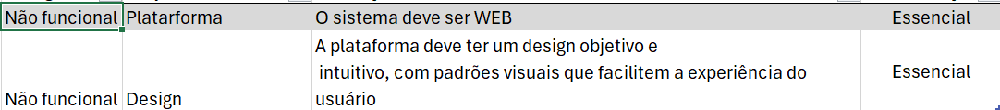 Não funcional Platarforma O sistema deve ser WEB Essencial
A plataforma deve ter um design objetivo e
intuitivo, com padrões visuais que facilitem a experiência do
Essencial
Não funcional Design usuário